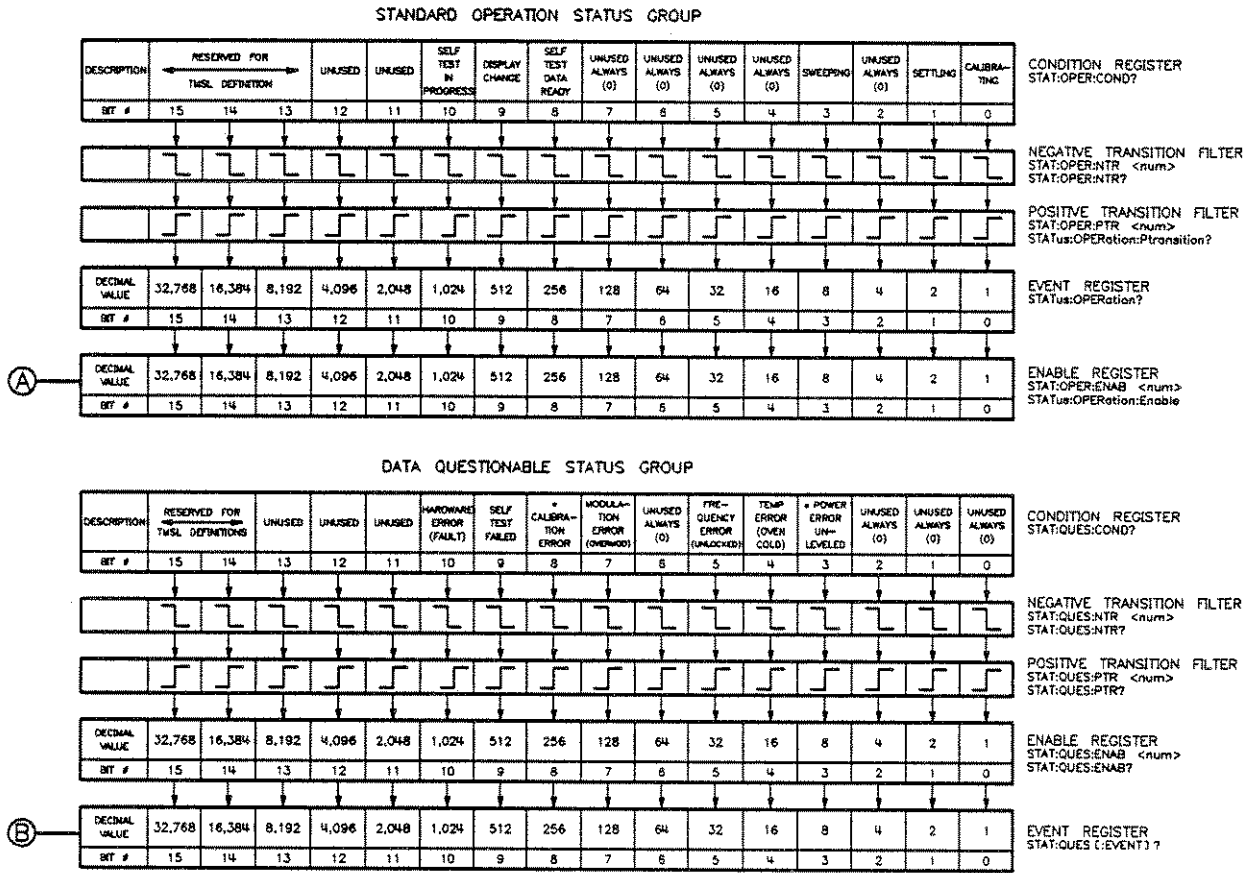 STANDARD OPERATION STATUS GROUP
DESCRIPTION RESERVED FOR TMSL DEFINITION UNUSED UNUSED SELF TEST IN PROGRESS DISPLAY CHANGE SELF TEST DATA READY UNUSED ALWAYS (0) UNUSED ALWAYS (0) UNUSED ALWAYS (0) UNUSED ALWAYS (0) SWEEPING UNUSED ALWAYS (0) SETTLING CALIBRA-TING
CONDITION REGISTER
STAT:OPER:COND?
BIT # 15 14 13 12 11 10 9 8 7 6 5 4 3 2 1 0
NEGATIVE TRANSITION FILTER
STAT:OPER:NTR <num>
STAT:OPER:NTR?
POSITIVE TRANSITION FILTER
STAT:OPER:PTR <num>
STATus:OPERation:Ptransition?
DECIMAL VALUE 32,768 16,384 8,192 4,096 2,048 1,024 512 256 128 64 32 16 8 4 2 1
EVENT REGISTER
STATus:OPERation?
BIT # 15 14 13 12 11 10 9 8 7 6 5 4 3 2 1 0
A
DECIMAL VALUE 32,768 16,384 8,192 4,096 2,048 1,024 512 256 128 64 32 16 8 4 2 1
ENABLE REGISTER
STAT:OPER:ENAB <num>
STATus:OPERation:Enable
BIT # 15 14 13 12 11 10 9 8 7 6 5 4 3 2 1 0
DATA QUESTIONABLE STATUS GROUP
DESCRIPTION RESERVED FOR TMSL DEFINITIONS UNUSED UNUSED UNUSED HARDWARE ERROR (FAULT) SELF TEST FAILED * CALIBRA-TION ERROR MODULA-TION ERROR (OVERMOD) UNUSED ALWAYS (0) FRE-QUENCY ERROR (UNLOCKED) TEMP ERROR (OVEN COLD) * POWER ERROR UN-LEVELED UNUSED ALWAYS (0) UNUSED ALWAYS (0) UNUSED ALWAYS (0)
CONDITION REGISTER
STAT:QUES:COND?
BIT # 15 14 13 12 11 10 9 8 7 6 5 4 3 2 1 0
NEGATIVE TRANSITION FILTER
STAT:QUES:NTR <num>
STAT:QUES:NTR?
POSITIVE TRANSITION FILTER
STAT:QUES:PTR <num>
STAT:QUES:PTR?
DECIMAL VALUE 32,768 16,384 8,192 4,096 2,048 1,024 512 256 128 64 32 16 8 4 2 1
ENABLE REGISTER
STAT:QUES:ENAB <num>
STAT:QUES:ENAB?
BIT # 15 14 13 12 11 10 9 8 7 6 5 4 3 2 1 0
B
DECIMAL VALUE 32,768 16,384 8,192 4,096 2,048 1,024 512 256 128 64 32 16 8 4 2 1
EVENT REGISTER
STAT:QUES [:EVENT] ?
BIT # 15 14 13 12 11 10 9 8 7 6 5 4 3 2 1 0